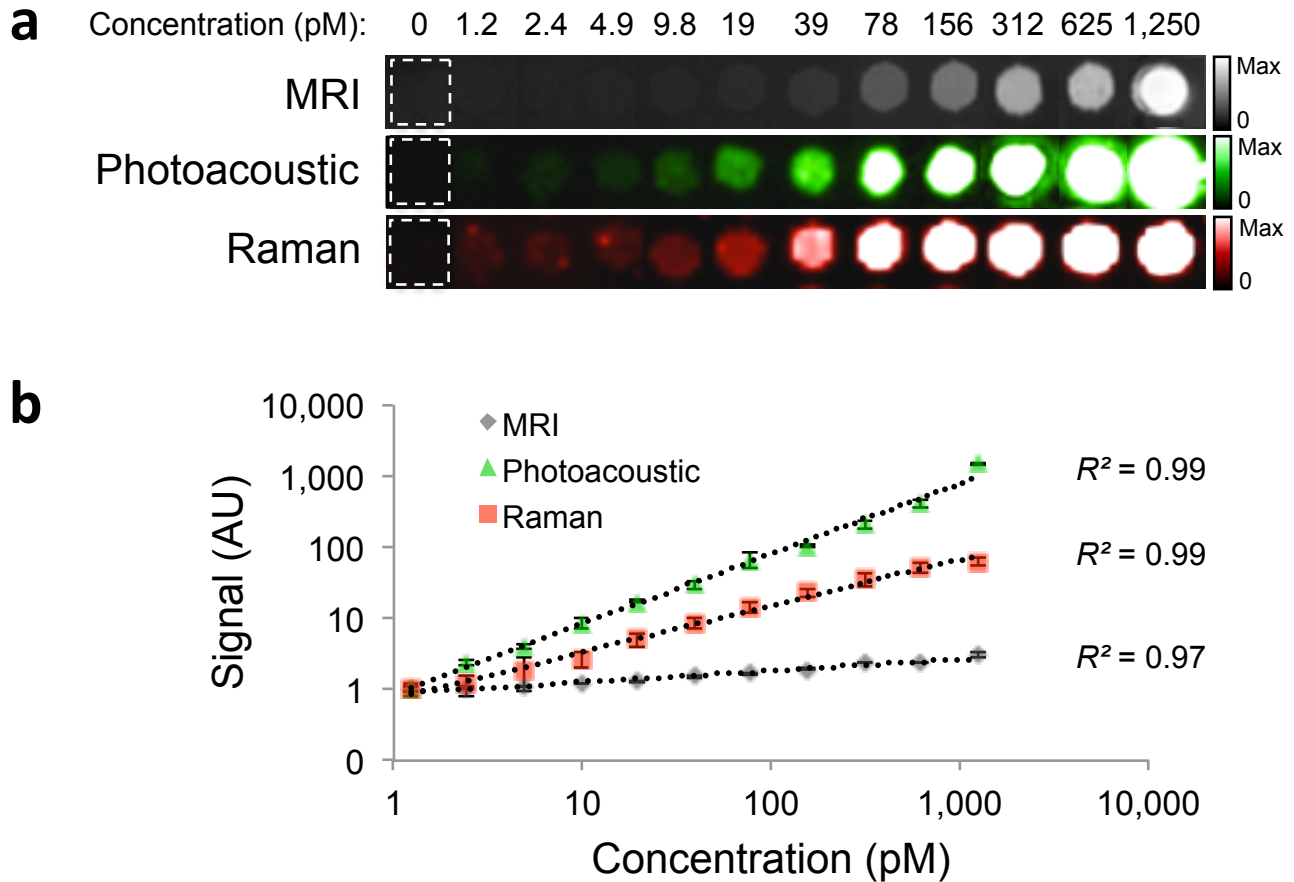 a
Concentration (pM): 0 1.2 2.4 4.9 9.8 19 39 78 156 312 625 1,250
MRI
Max
0
Photoacoustic
Max
0
Raman
Max
0
b
10,000
1,000
100
10
1
0
Signal (AU)
MRI
Photoacoustic
Raman
R² = 0.99
R² = 0.99
R² = 0.97
1 10 100 1,000 10,000
Concentration (pM)